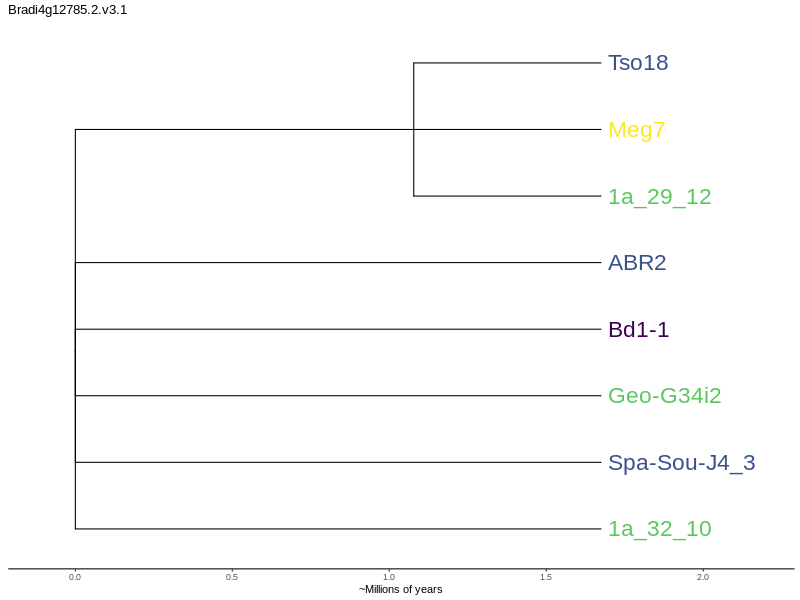 Bradi4g12785.2.v3.1
Tso18
Meg7
1a_29_12
ABR2
Bd1-1
Geo-G34i2
Spa-Sou-J4_3
1a_32_10
0.0 0.5 1.0 1.5 2.0
~Millions of years